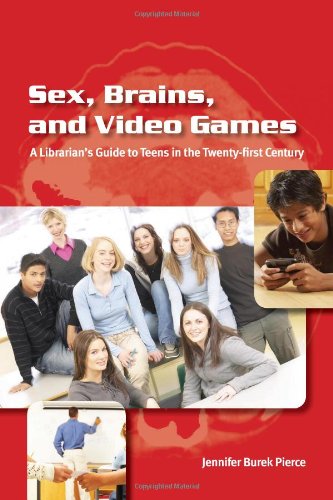 Sex, Brains,
and Video Games
A Librarian's Guide to Teens in the Twenty-first Century
Jennifer Burek Pierce